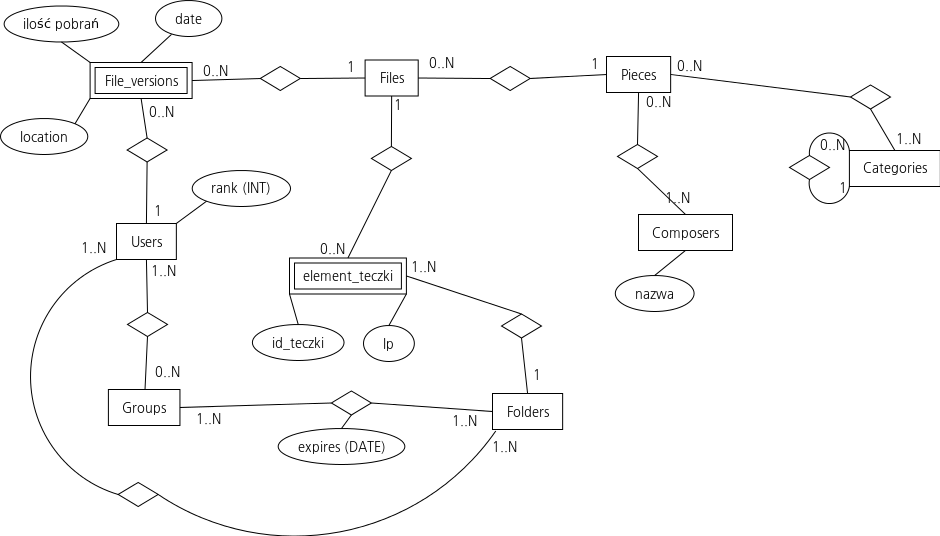 ilość pobrań
date
File_versions
0..N
1
Files
0..N
1
Pieces
0..N
location
0..N
1
0..N
1..N
0..N
Categories
1
rank (INT)
1
1..N
Users
1..N
1..N
Composers
0..N
element_teczki
1..N
nazwa
id_teczki
lp
0..N
1
Groups
1..N
1..N
Folders
expires (DATE)
1..N